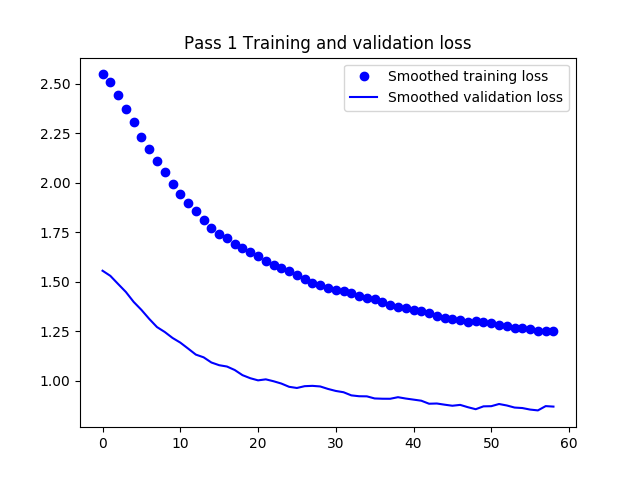 Pass 1 Training and validation loss
Smoothed training loss
Smoothed validation loss
2.50
2.25
2.00
1.75
1.50
1.25
1.00
0 10 20 30 40 50 60